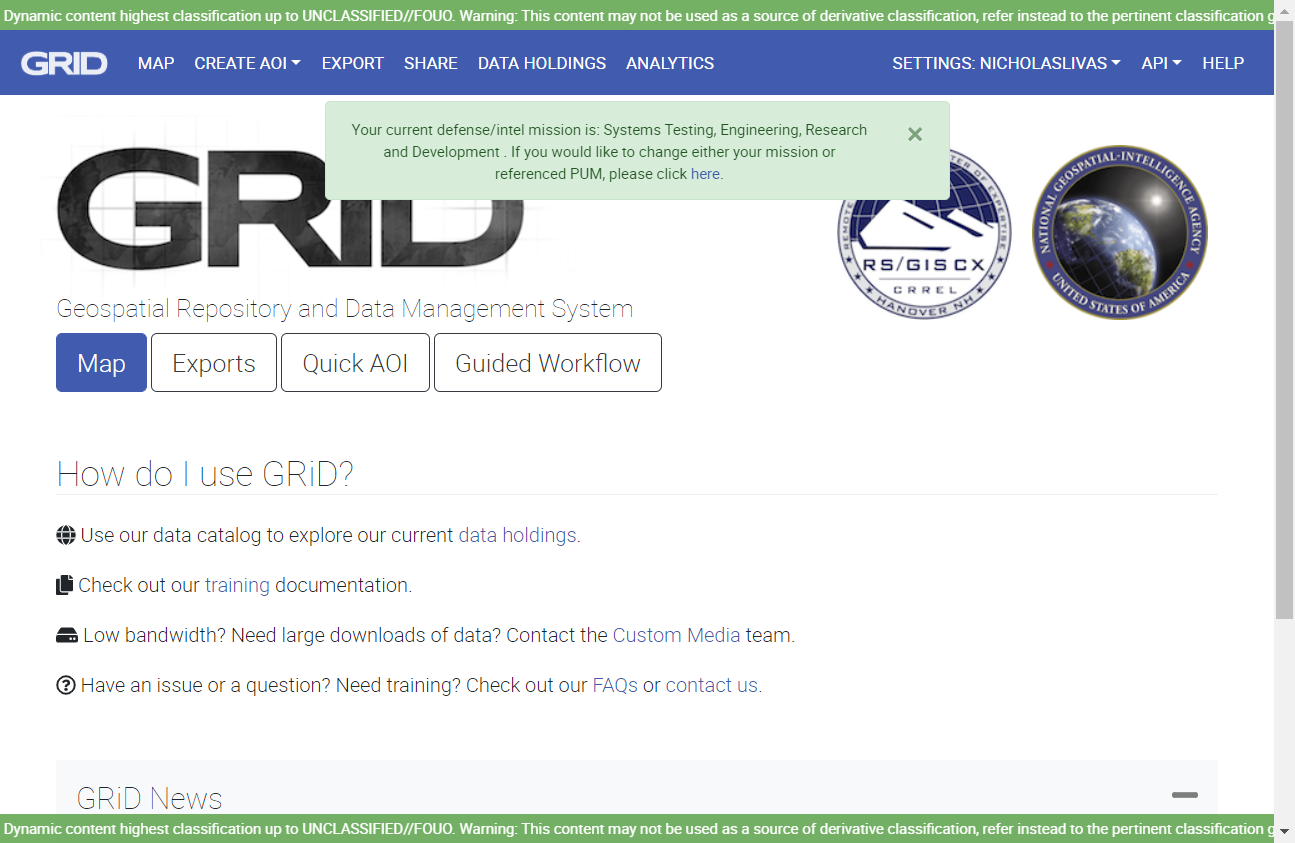 Dynamic content highest classification up to UNCLASSIFIED//FOUO. Warning: This content may not be used as a source of derivative classification, refer instead to the pertinent classification g
GRID MAP CREATE AOI EXPORT SHARE DATA HOLDINGS ANALYTICS SETTINGS: NICHOLASLIVAS API HELP
Your current defense/intel mission is: Systems Testing, Engineering, Research
and Development . If you would like to change either your mission or
referenced PUM, please click here.
×
GRiD
REMOTE
TER OF EXPERTISE
RS/GISCX
CRREL
HANOVER NH
NATIONAL GEOSPATIAL-INTELLIGENCE AGENCY
UNITED STATES OF AMERICA
Geospatial Repository and Data Management System
Map Exports Quick AOI Guided Workflow
How do I use GRiD?
Use our data catalog to explore our current data holdings.
Check out our training documentation.
Low bandwidth? Need large downloads of data? Contact the Custom Media team.
Have an issue or a question? Need training? Check out our FAQs or contact us.
GRiD News
Dynamic content highest classification up to UNCLASSIFIED//FOUO. Warning: This content may not be used as a source of derivative classification, refer instead to the pertinent classification g